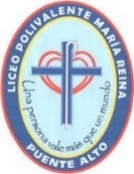 LICEO POLIVALENTE MARÍA REINA
Una persona vale más que un mundo
PUENTE ALTO